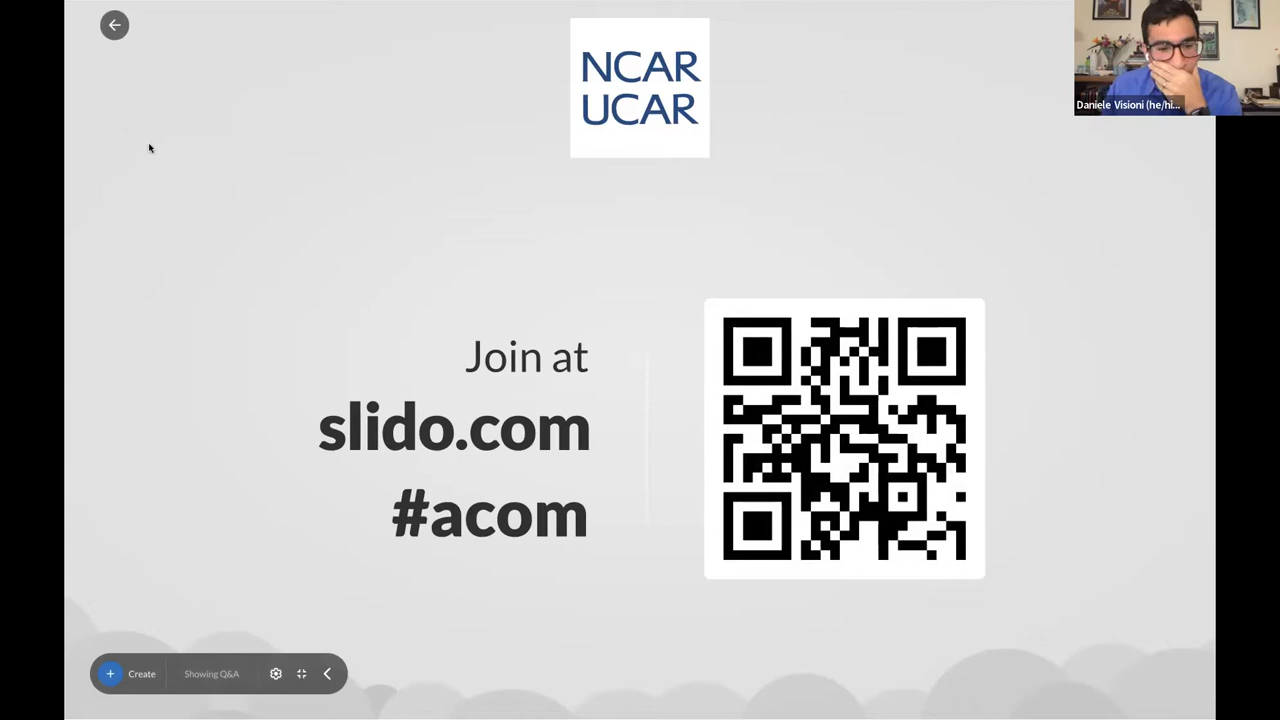 NCAR
UCAR
Daniele Visioni (he/hi...
Join at
slido.com
#acom
Create
Showing Q&A